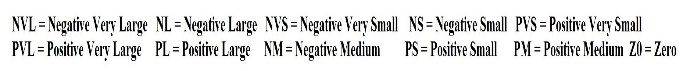 NVL = Negative Very Large NL = Negative Large NVS = Negative Very Small NS = Negative Small PVS = Positive Very Small
PVL = Positive Very Large PL = Positive Large NM = Negative Medium PS = Positive Small PM = Positive Medium Z0 = Zero